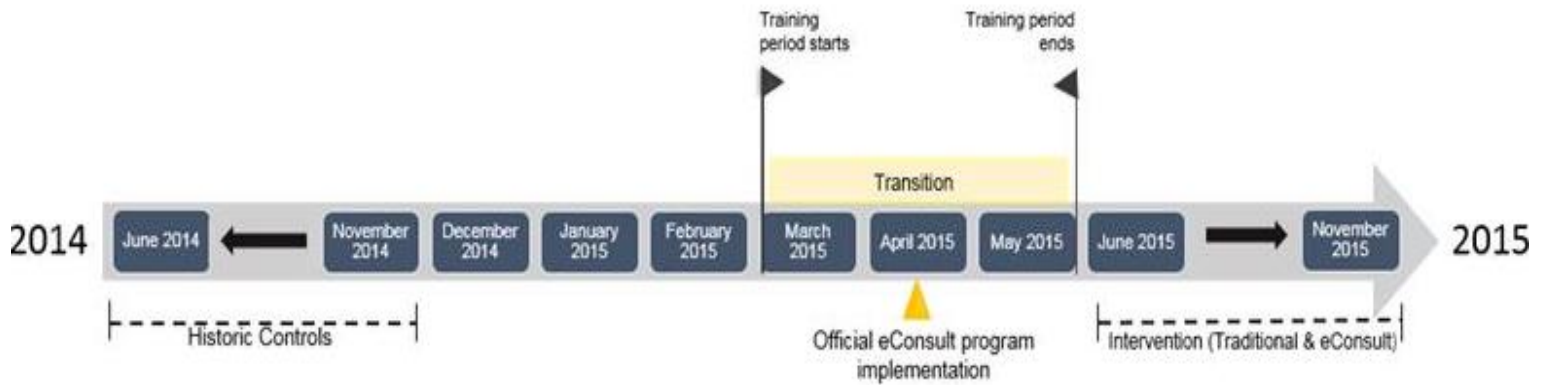 Training
period starts
Training period
ends
Transition
2014
June 2014
November
2014
December
2014
January
2015
February
2015
March
2015
April 2015
May 2015
June 2015
November
2015
2015
Historic Controls
Official eConsult program
implementation
Intervention (Traditional & eConsult)